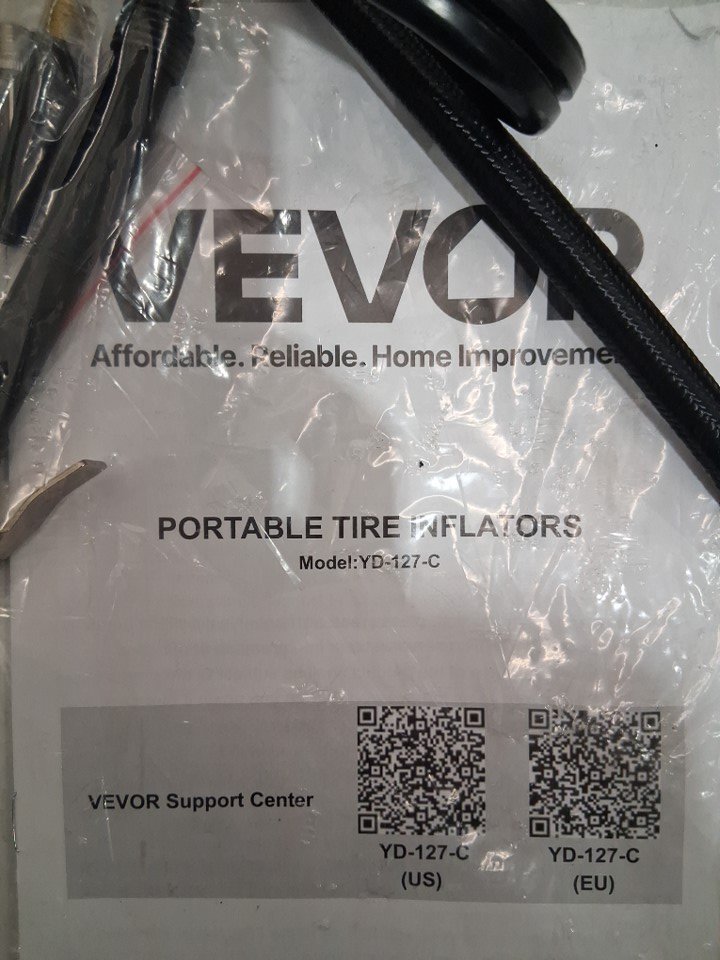 VEVOR
Affordable. Reliable. Home Improveme
PORTABLE TIRE INFLATORS
Model:YD-127-C
VEVOR Support Center
YD-127-C
(US)
YD-127-C
(EU)